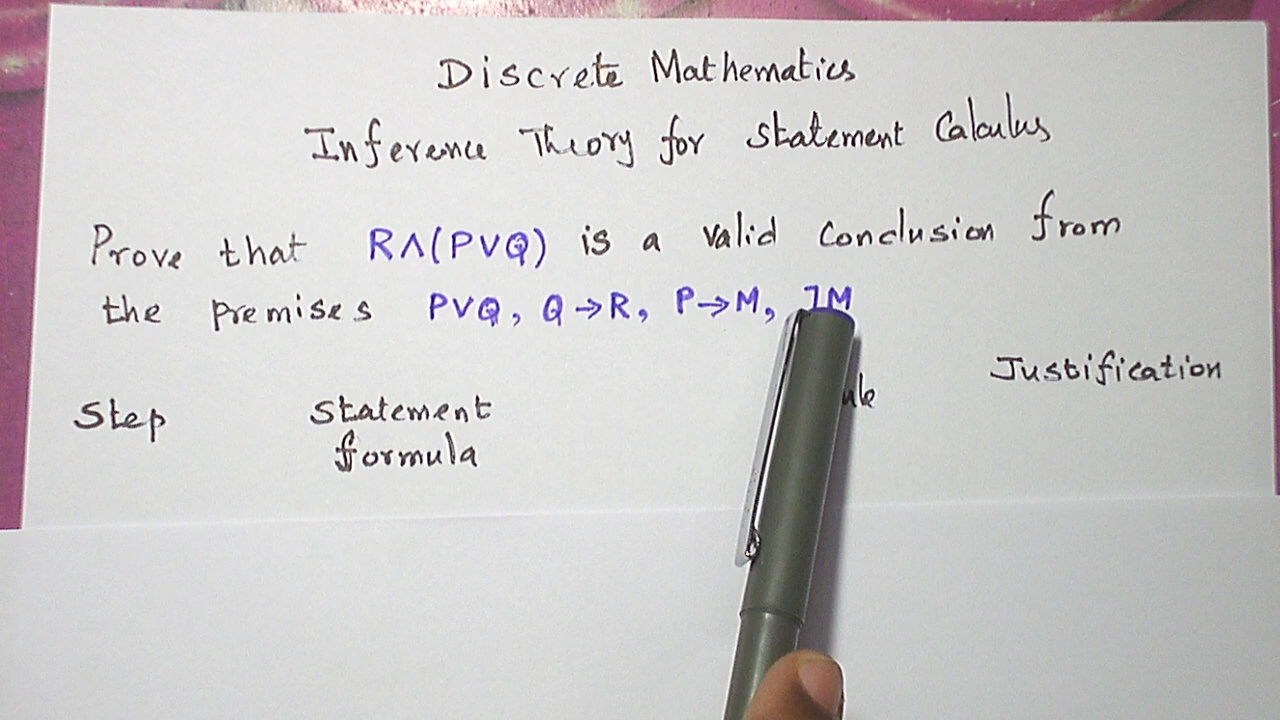 Discrete Mathematics
Inference Theory for Statement Calculus
Prove that R∧(P∨Q) is a valid conclusion from
the premises P∨Q, Q→R, P→M, ˥M
Justification
Step Statement
formula